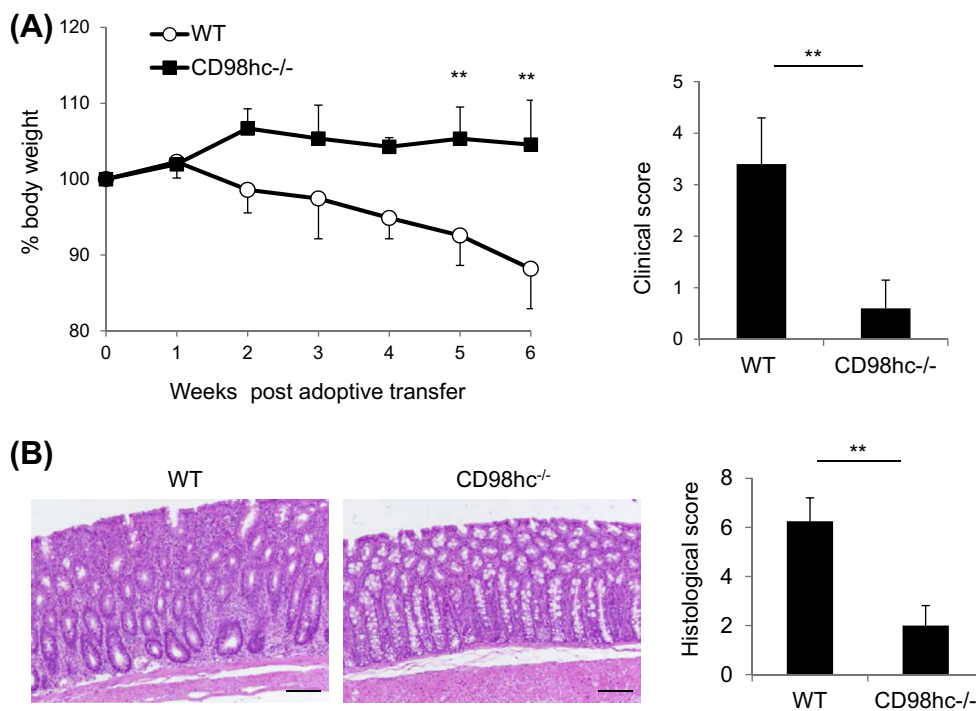 (A)
WT
CD98hc-/-
120
110
100
90
80
% body weight
** **
0 1 2 3 4 5 6
Weeks post adoptive transfer
**
5
4
3
2
1
0
Clinical score
WT CD98hc-/-
(B)
WT
CD98hc-/-
**
8
6
4
2
0
Histological score
WT CD98hc-/-